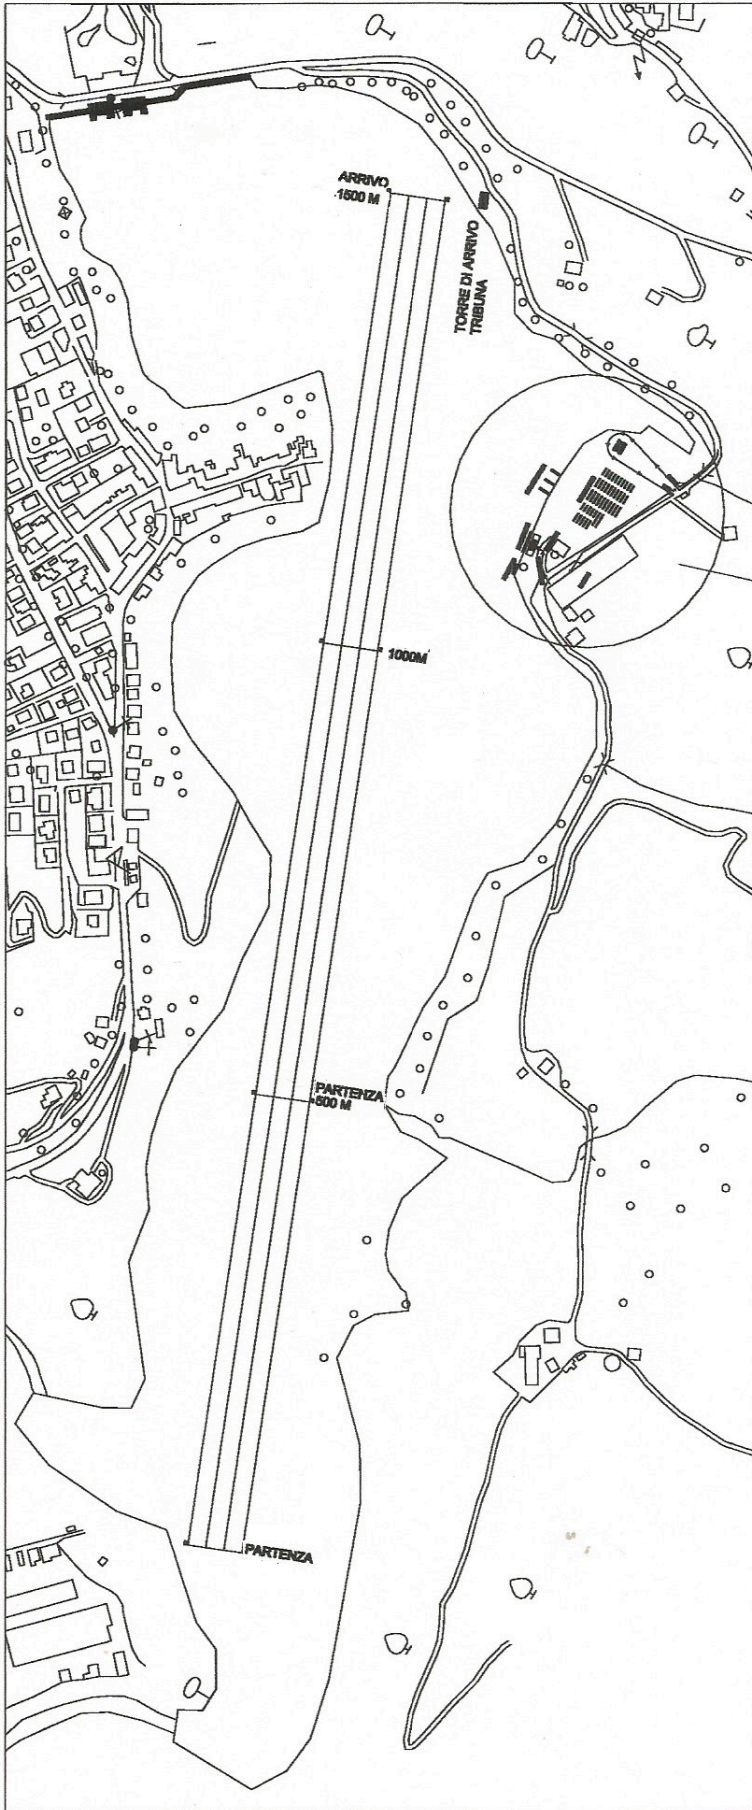 ARRIVO
1500 M
TORRE DI ARRIVO
TRIBUNA
1000M
PARTENZA
500 M
PARTENZA